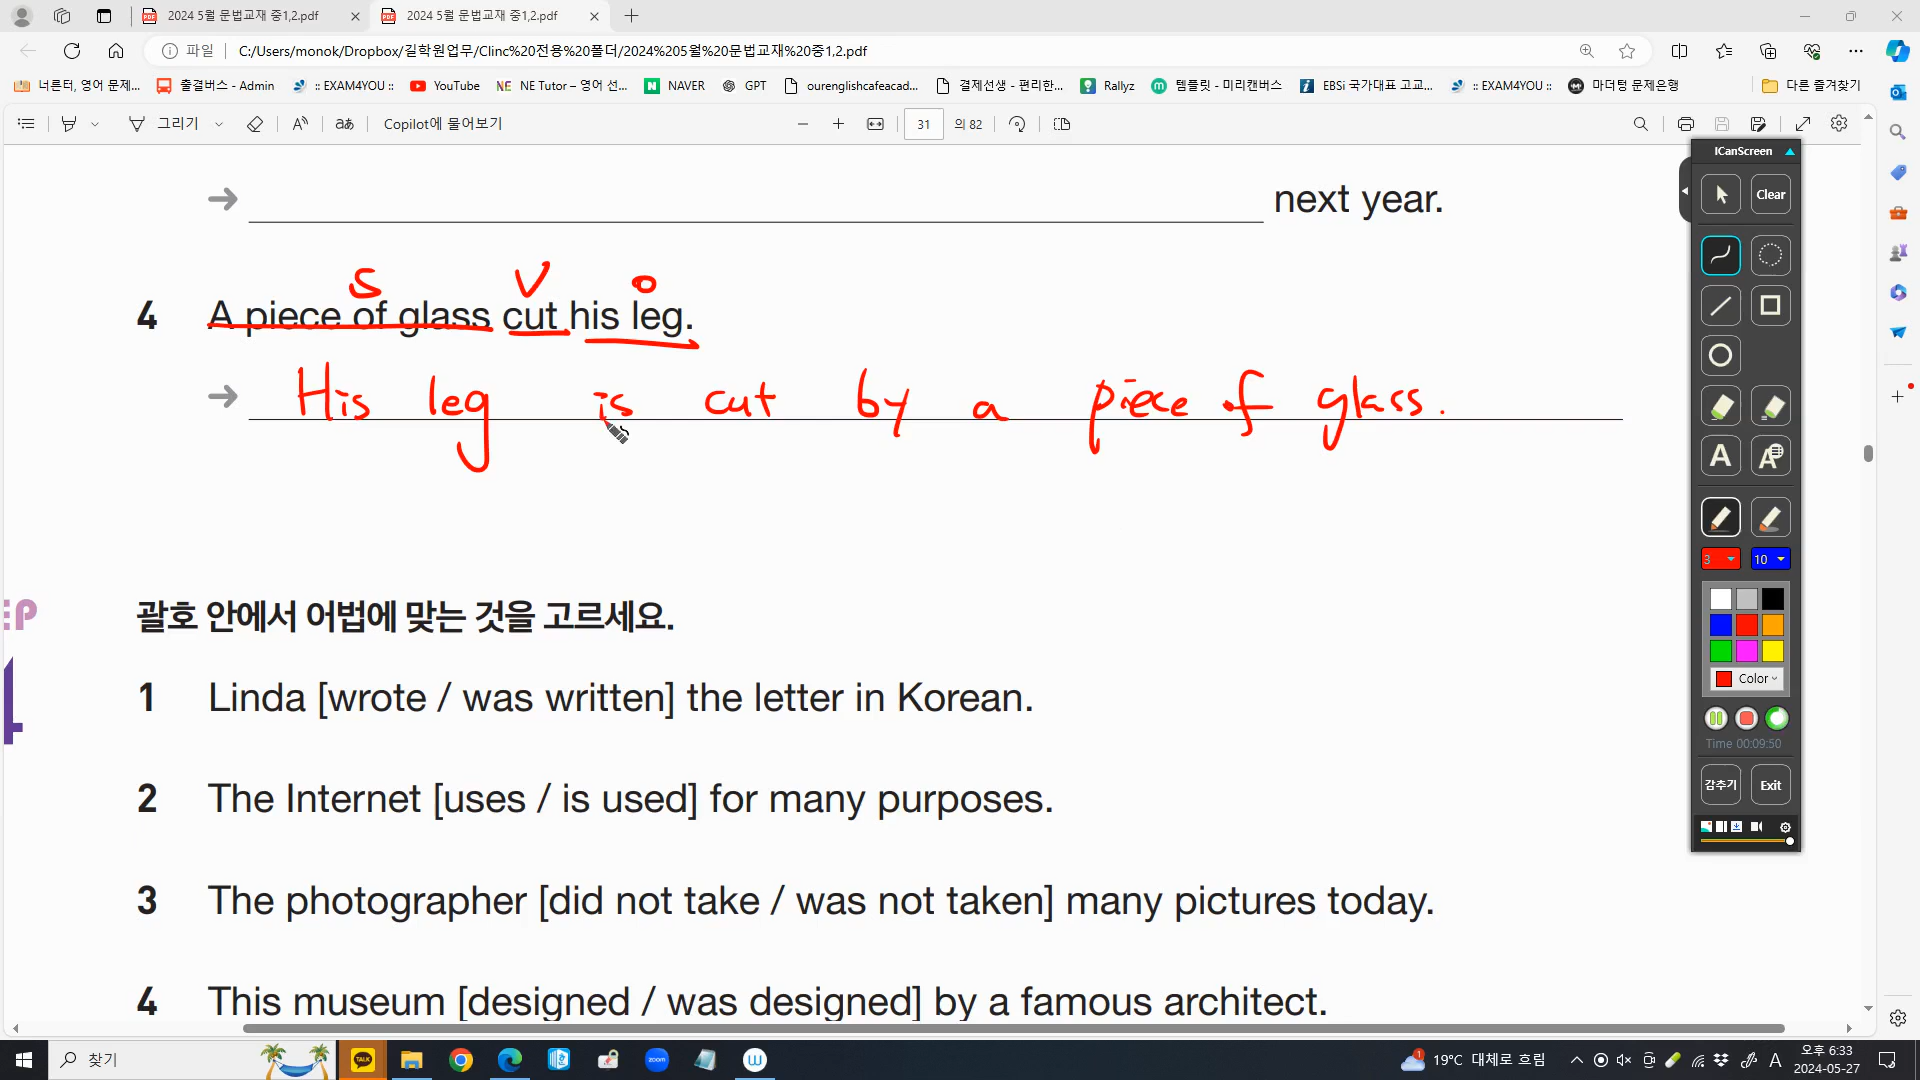 2024 5월 문법교재 중1,2.pdf
2024 5월 문법교재 중1,2.pdf
파일 C:/Users/monok/Dropbox/길학원업무/Clinc%20전용%20폴더/2024%205월%20문법교재%20중1,2.pdf
너른터, 영어 문제... 출결버스 - Admin :: EXAM4YOU :: YouTube NE Tutor – 영어 선... NAVER GPT ourenglishcafeacad... 결제선생 - 편리한... Rallyz 템플릿 - 미리캔버스 EBSi 국가대표 고교... :: EXAM4YOU :: 마더텅 문제은행 다른 즐겨찾기
그리기 Copilot에 물어보기 31 의 82
ICanScreen
Clear
→ next year.
S V O
4 A piece of glass cut his leg.
→ His leg is cut by a piece of glass.
3 10
Color
Time 00:09:50
감추기 Exit
EP
4
괄호 안에서 어법에 맞는 것을 고르세요.
1 Linda [wrote / was written] the letter in Korean.
2 The Internet [uses / is used] for many purposes.
3 The photographer [did not take / was not taken] many pictures today.
4 This museum [designed / was designed] by a famous architect.
찾기
TALK
zoom
W
19°C 대체로 흐림
A
오후 6:33
2024-05-27